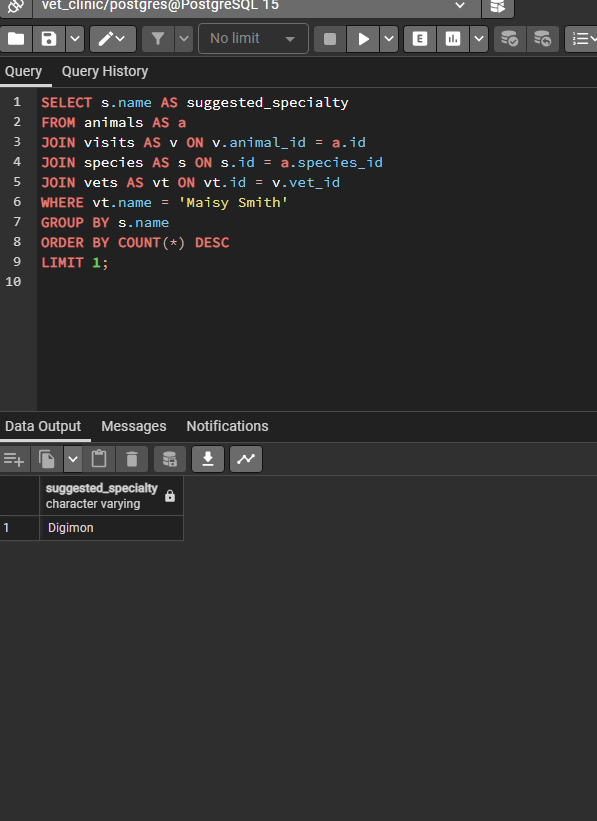 vet_clinic/postgres@PostgreSQL 15
No limit
E
Query Query History
1 SELECT s.name AS suggested_specialty
2 FROM animals AS a
3 JOIN visits AS v ON v.animal_id = a.id
4 JOIN species AS s ON s.id = a.species_id
5 JOIN vets AS vt ON vt.id = v.vet_id
6 WHERE vt.name = 'Maisy Smith'
7 GROUP BY s.name
8 ORDER BY COUNT(*) DESC
9 LIMIT 1;
10
Data Output Messages Notifications
suggested_specialty
character varying
1 Digimon